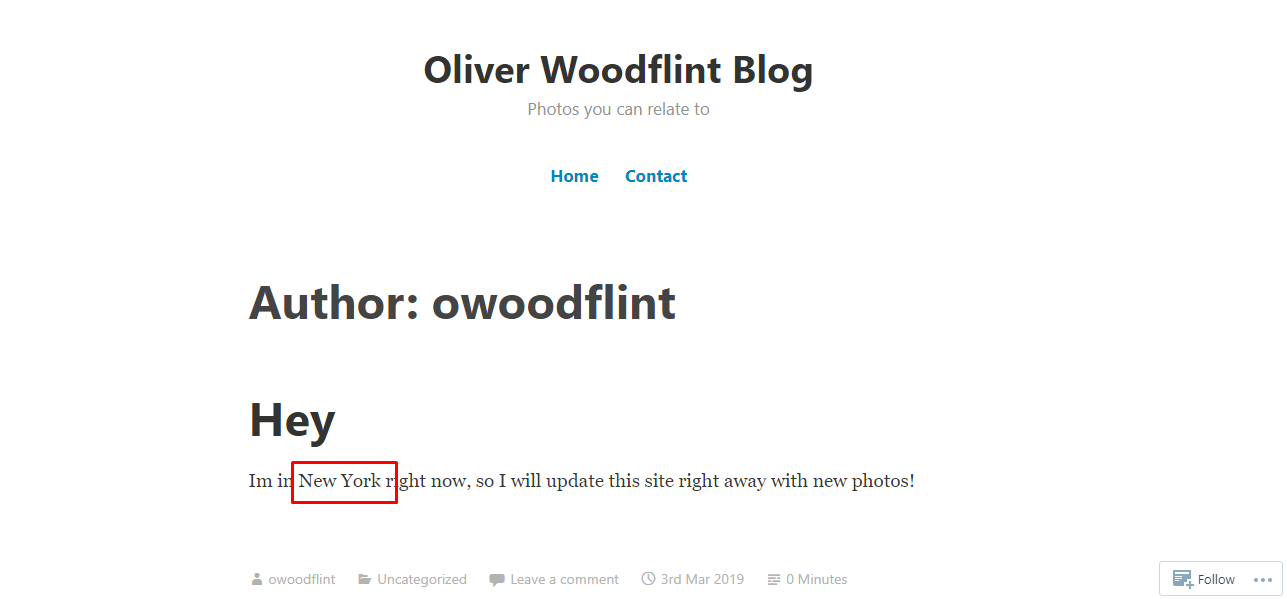 Oliver Woodflint Blog
Photos you can relate to
Home Contact
Author: owoodflint
Hey
Im in New York right now, so I will update this site right away with new photos!
owoodflint Uncategorized Leave a comment 3rd Mar 2019 0 Minutes
Follow